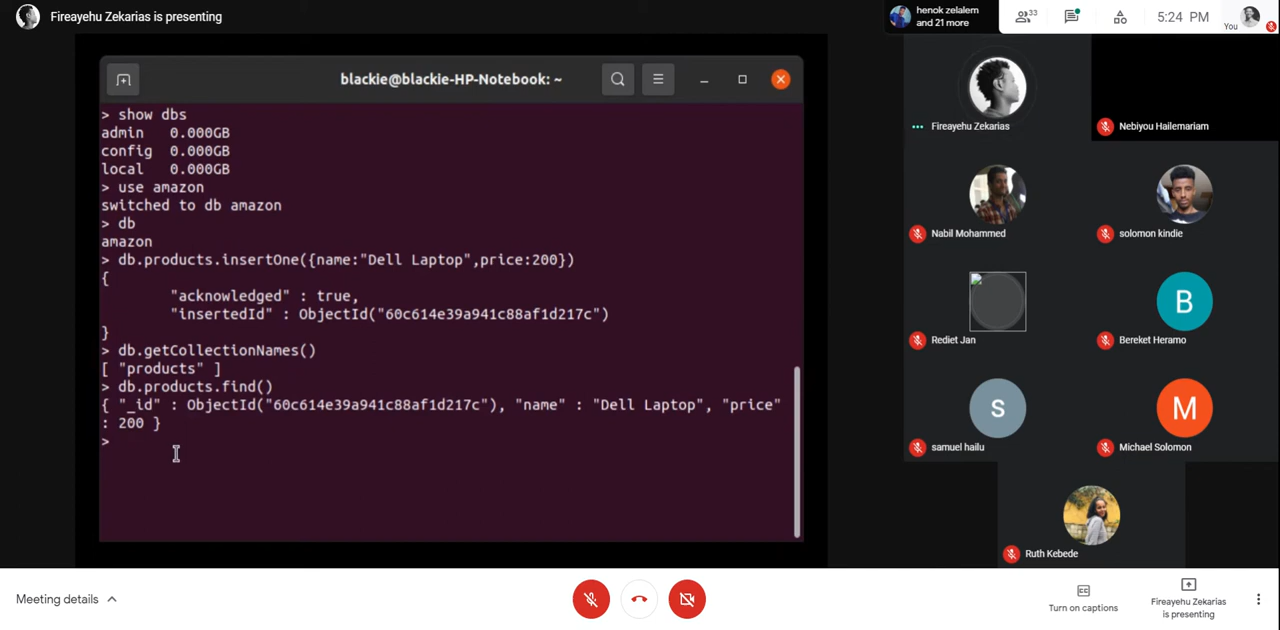 Fireayehu Zekarias is presenting
henok zelalem
and 21 more
33
5:24 PM
You
blackie@blackie-HP-Notebook: ~
> show dbs
admin   0.000GB
config  0.000GB
local   0.000GB
> use amazon
switched to db amazon
> db
amazon
> db.products.insertOne({name:"Dell Laptop",price:200})
{
        "acknowledged" : true,
        "insertedId" : ObjectId("60c614e39a941c88af1d217c")
}
> db.getCollectionNames()
[ "products" ]
> db.products.find()
{ "_id" : ObjectId("60c614e39a941c88af1d217c"), "name" : "Dell Laptop", "price"
: 200 }
>
Fireayehu Zekarias
Nebiyou Hailemariam
Nabil Mohammed
solomon kindie
Rediet Jan
B
Bereket Heramo
S
samuel hailu
M
Michael Solomon
Ruth Kebede
Meeting details
CC
Turn on captions
Fireayehu Zekarias
is presenting